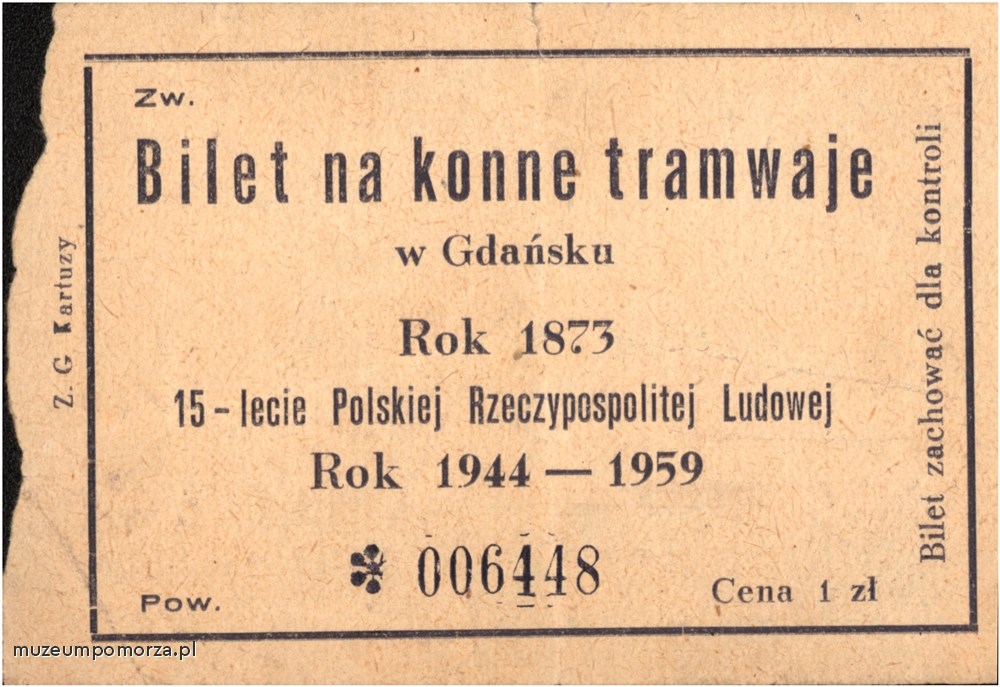 Zw.
Bilet na konne tramwaje
w Gdańsku
Rok 1873
15-lecie Polskiej Rzeczypospolitej Ludowej
Rok 1944 — 1959
006448
Pow.
Cena 1 zł
Z. G Kartuzy
Bilet zachować dla kontroli
muzeumpomorza.pl